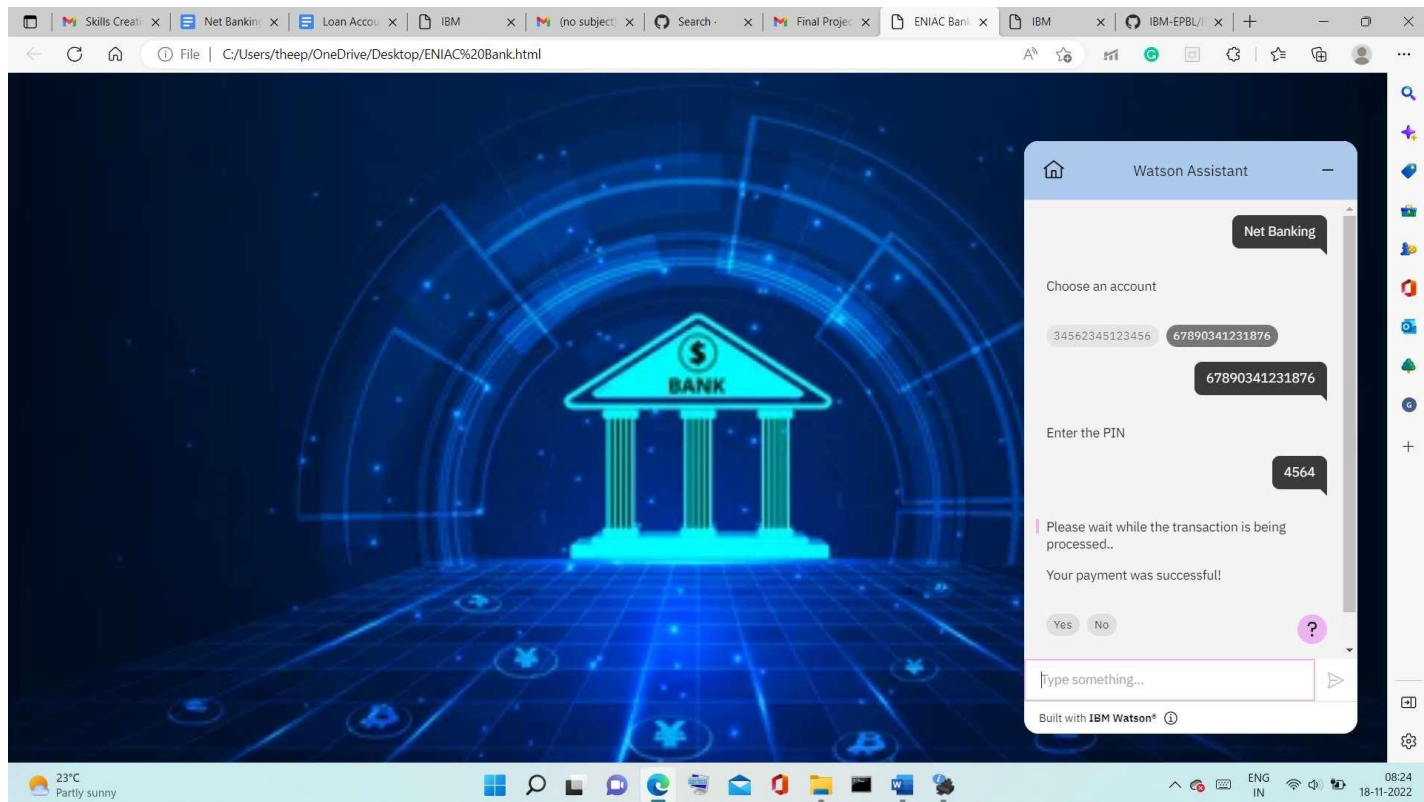 Skills Creati
Net Banking
Loan Accou
IBM
(no subject)
Search ·
Final Projec
ENIAC Bank
IBM
IBM-EPBL/I
File | C:/Users/theep/OneDrive/Desktop/ENIAC%20Bank.html
$
BANK
Watson Assistant
Net Banking
Choose an account
34562345123456 67890341231876
67890341231876
Enter the PIN
4564
Please wait while the transaction is being
processed..
Your payment was successful!
Yes No
?
Type something...
Built with IBM Watson®
23°C
Partly sunny
ENG
IN
08:24
18-11-2022